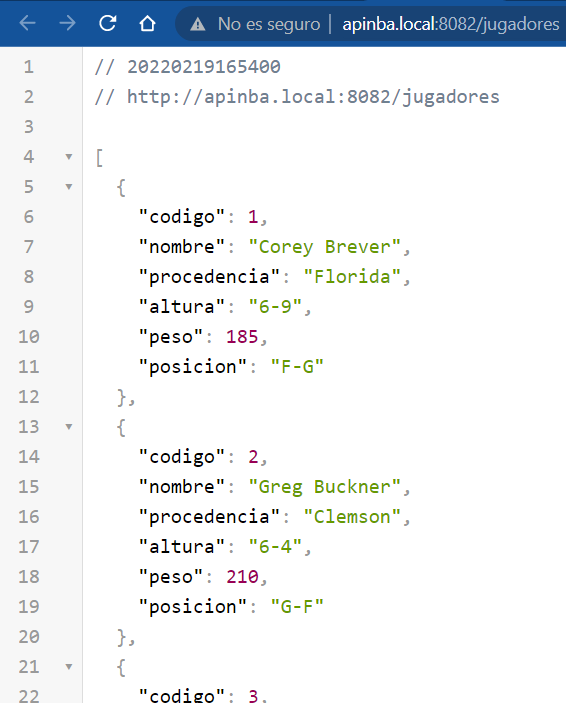 No es seguro | apinba.local:8082/jugadores
1 // 20220219165400
2 // http://apinba.local:8082/jugadores
3
4 [
5 {
6 "codigo": 1,
7 "nombre": "Corey Brever",
8 "procedencia": "Florida",
9 "altura": "6-9",
10 "peso": 185,
11 "posicion": "F-G"
12 },
13 {
14 "codigo": 2,
15 "nombre": "Greg Buckner",
16 "procedencia": "Clemson",
17 "altura": "6-4",
18 "peso": 210,
19 "posicion": "G-F"
20 },
21 {
22 "codigo": 3,